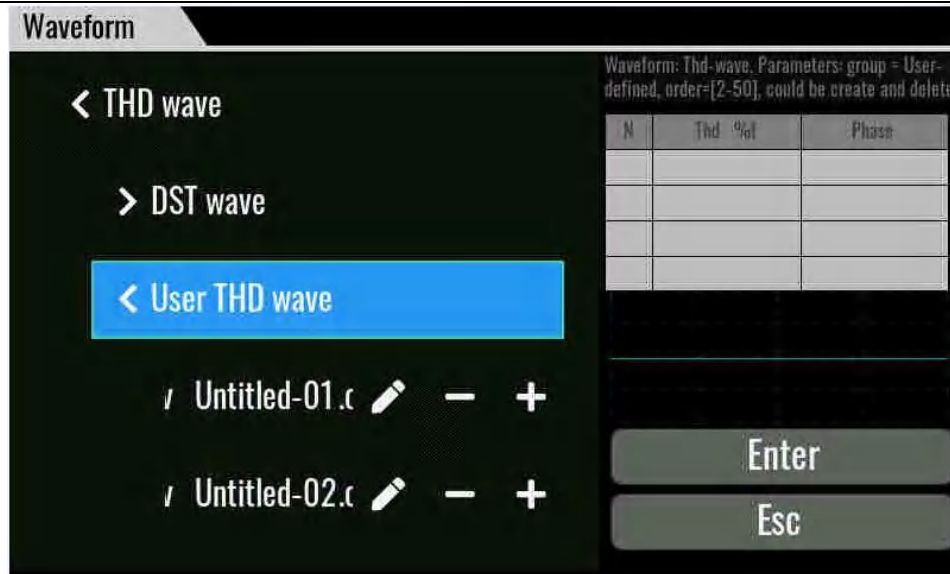 Waveform
< THD wave
> DST wave
< User THD wave
Untitled-01.c
Untitled-02.c
Waveform: Thd-wave, Parameters: group = User-
defined, order=[2-50], could be create and delete
N Thd %f Phase
Enter
Esc